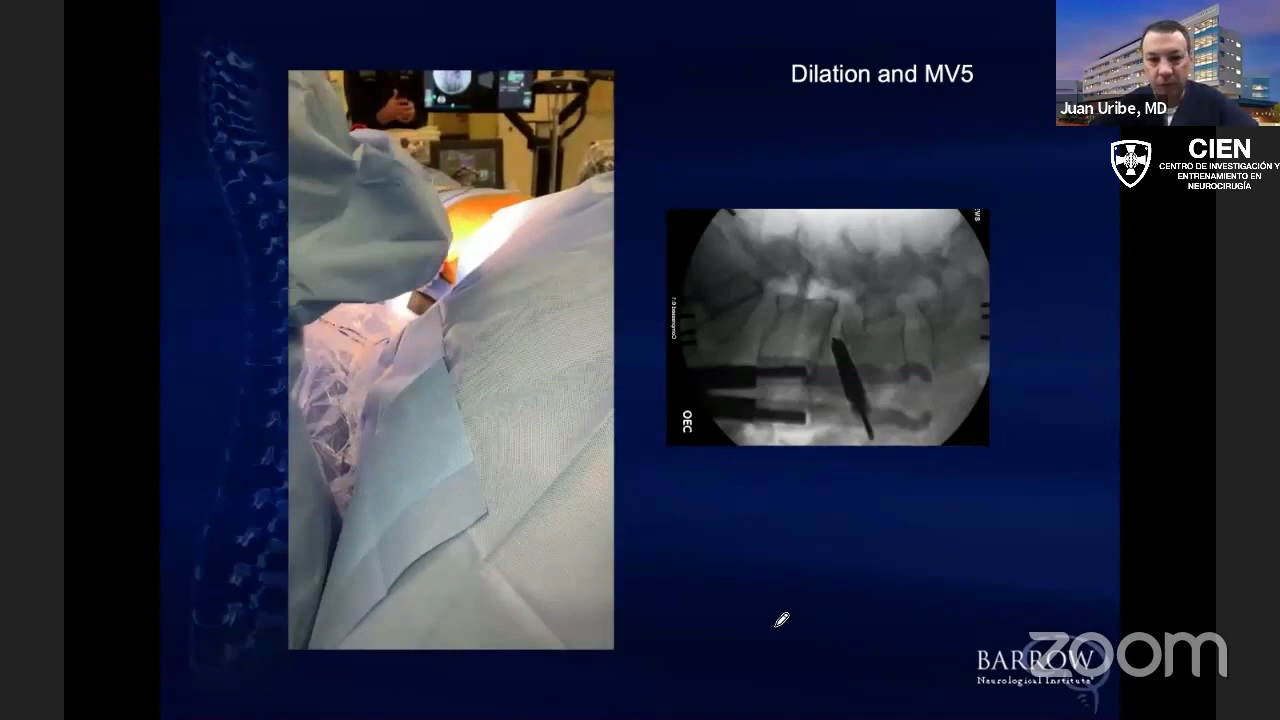 Dilation and MV5
Juan Uribe, MD
CIEN
CENTRO DE INVESTIGACIÓN Y
ENTRENAMIENTO EN
NEUROCIRUGÍA
OEC
BARROW
Neurological Institute
zoom